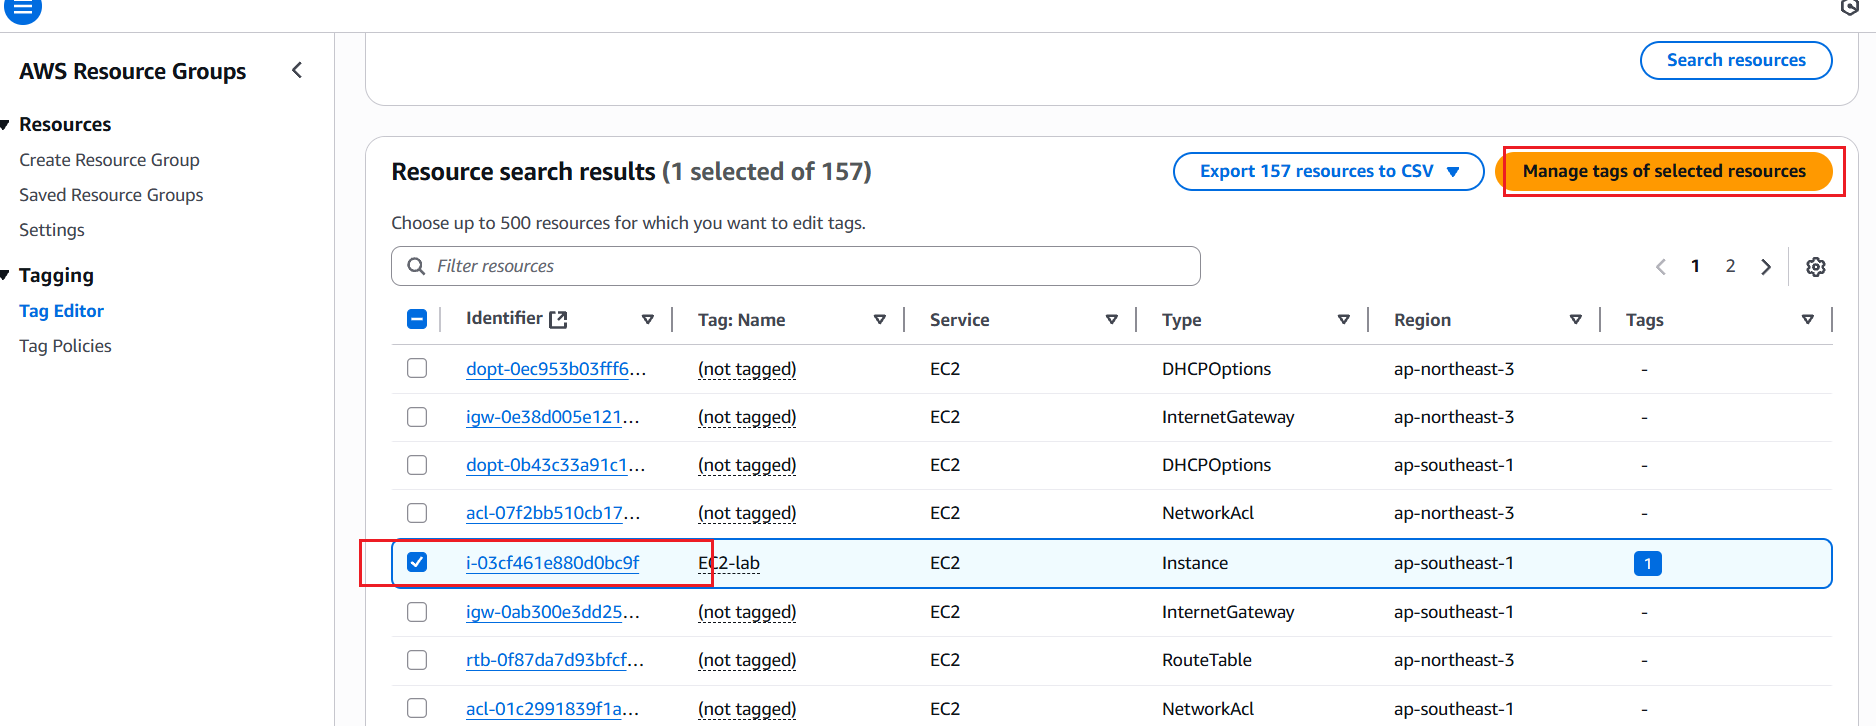 AWS Resource Groups
Search resources
Resources
Create Resource Group
Saved Resource Groups
Settings
Tagging
Tag Editor
Tag Policies
Resource search results (1 selected of 157)
Export 157 resources to CSV
Manage tags of selected resources
Choose up to 500 resources for which you want to edit tags.
Filter resources
1 2
Identifier Tag: Name Service Type Region Tags
dopt-0ec953b03fff6... (not tagged) EC2 DHCPOptions ap-northeast-3 -
igw-0e38d005e121... (not tagged) EC2 InternetGateway ap-northeast-3 -
dopt-0b43c33a91c1... (not tagged) EC2 DHCPOptions ap-southeast-1 -
acl-07f2bb510cb17... (not tagged) EC2 NetworkAcl ap-northeast-3 -
i-03cf461e880d0bc9f EC2-lab EC2 Instance ap-southeast-1 1
igw-0ab300e3dd25... (not tagged) EC2 InternetGateway ap-southeast-1 -
rtb-0f87da7d93bfcf... (not tagged) EC2 RouteTable ap-northeast-3 -
acl-01c2991839f1a... (not tagged) EC2 NetworkAcl ap-southeast-1 -